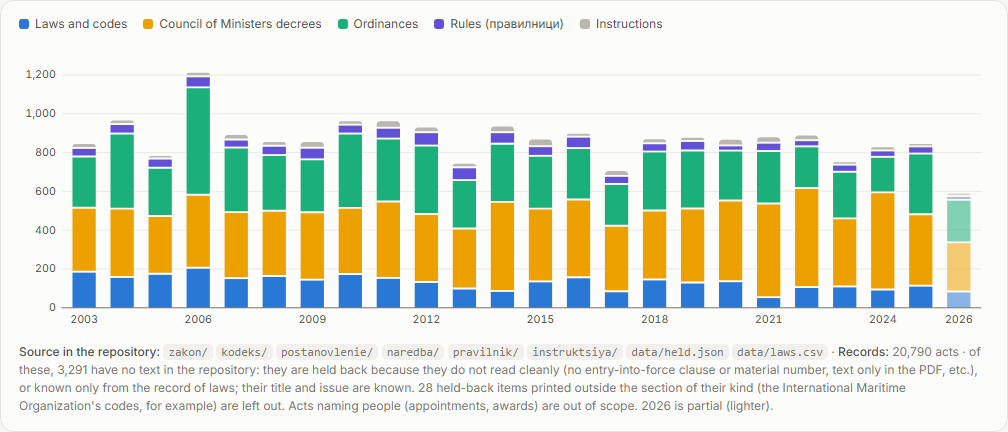 Laws and codes Council of Ministers decrees Ordinances Rules (правилници) Instructions
1,200
1,000
800
600
400
200
0
2003 2006 2009 2012 2015 2018 2021 2024 2026
Source in the repository: zakon/ kodeks/ postanovlenie/ naredba/ pravilnik/ instruktsiya/ data/held.json data/laws.csv · Records: 20,790 acts · of
these, 3,291 have no text in the repository: they are held back because they do not read cleanly (no entry-into-force clause or material number, text only in the PDF, etc.),
or known only from the record of laws; their title and issue are known. 28 held-back items printed outside the section of their kind (the International Maritime
Organization's codes, for example) are left out. Acts naming people (appointments, awards) are out of scope. 2026 is partial (lighter).